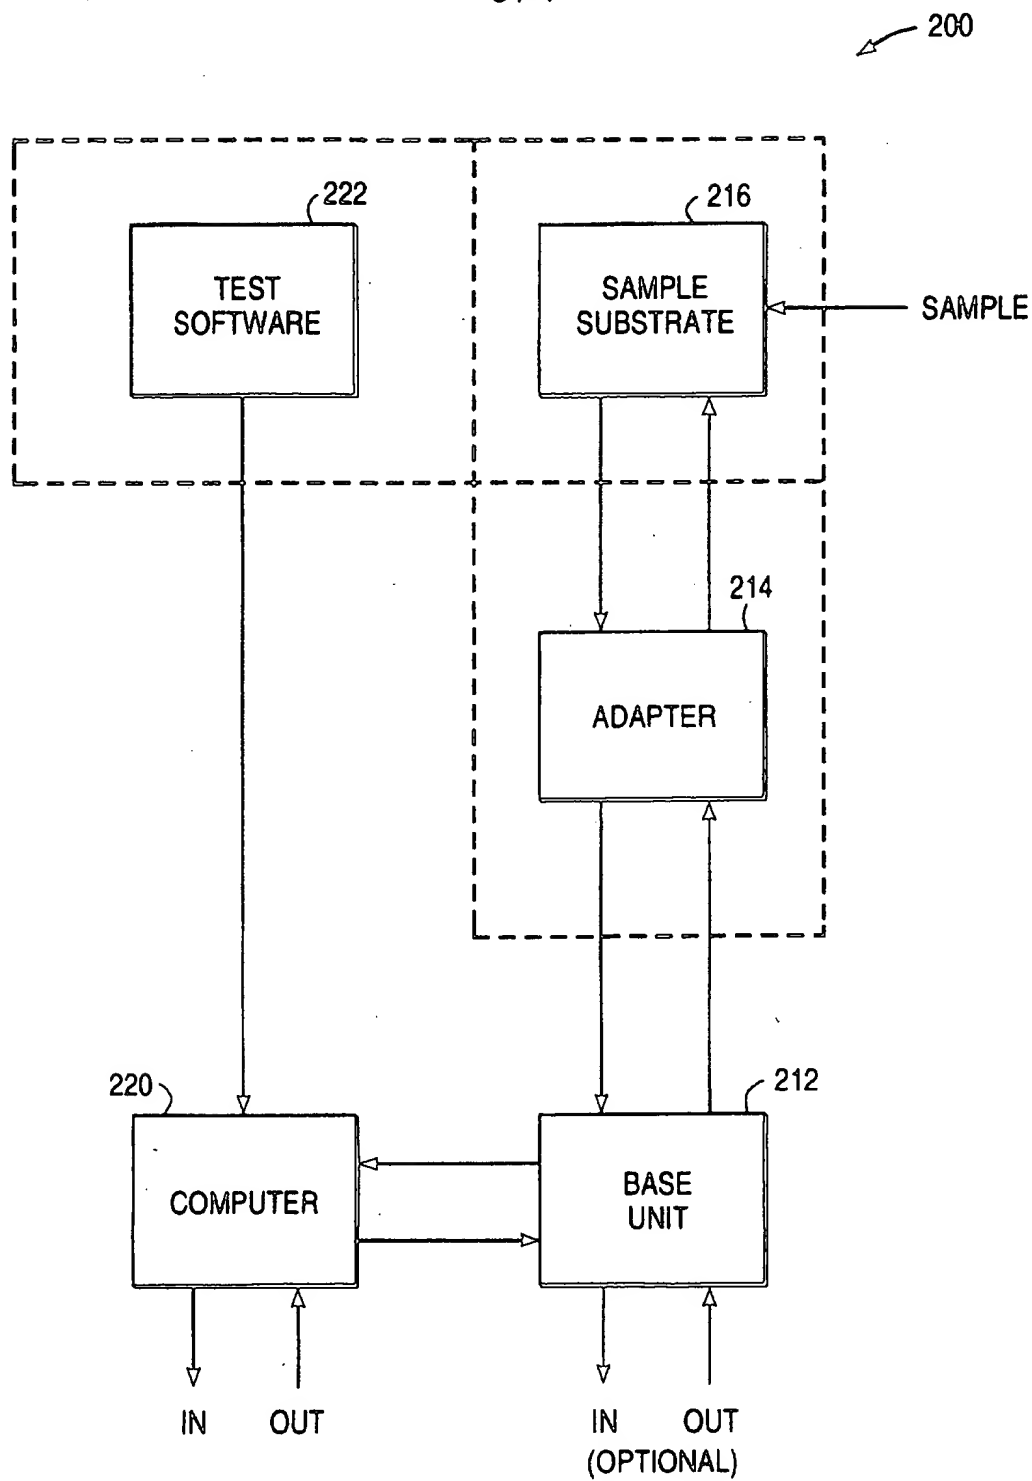 200
222
216
TEST
SOFTWARE
SAMPLE
SUBSTRATE
SAMPLE
214
ADAPTER
220
212
COMPUTER
BASE
UNIT
IN OUT
IN OUT
(OPTIONAL)